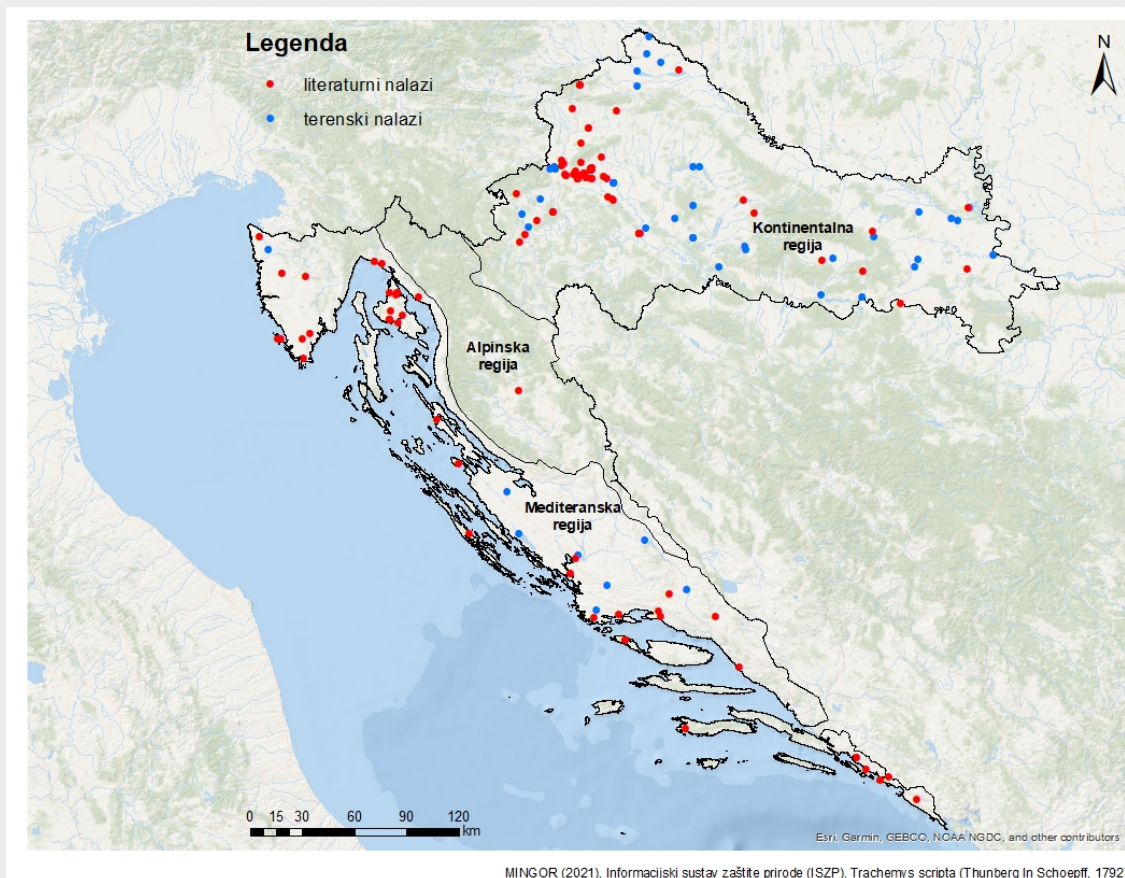 Legenda
literaturni nalazi
terenski nalazi
N
Kontinentalna
regija
Alpinska
regija
Mediteranska
regija
0 15 30 60 90 120
km
Esri, Garmin, GEBCO, NOAA NGDC, and other contributors
MINGOR (2021). Informacijski sustav zaštite prirode (ISZP). Trachemys scripta (Thunberg In Schoepff, 1792